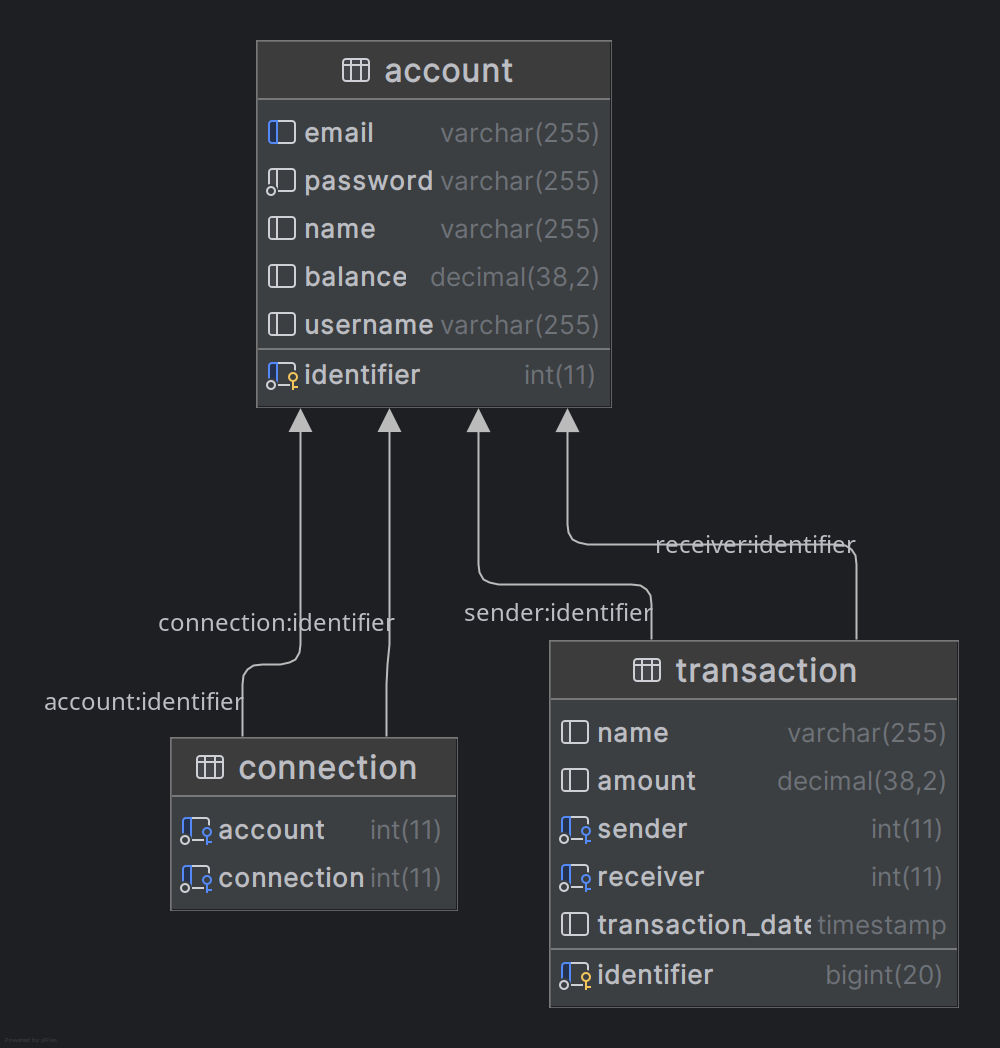 account
email varchar(255)
password varchar(255)
name varchar(255)
balance decimal(38,2)
username varchar(255)
identifier int(11)
receiver:identifier
sender:identifier
connection:identifier
account:identifier
transaction
name varchar(255)
amount decimal(38,2)
sender int(11)
receiver int(11)
transaction_date timestamp
identifier bigint(20)
connection
account int(11)
connection int(11)